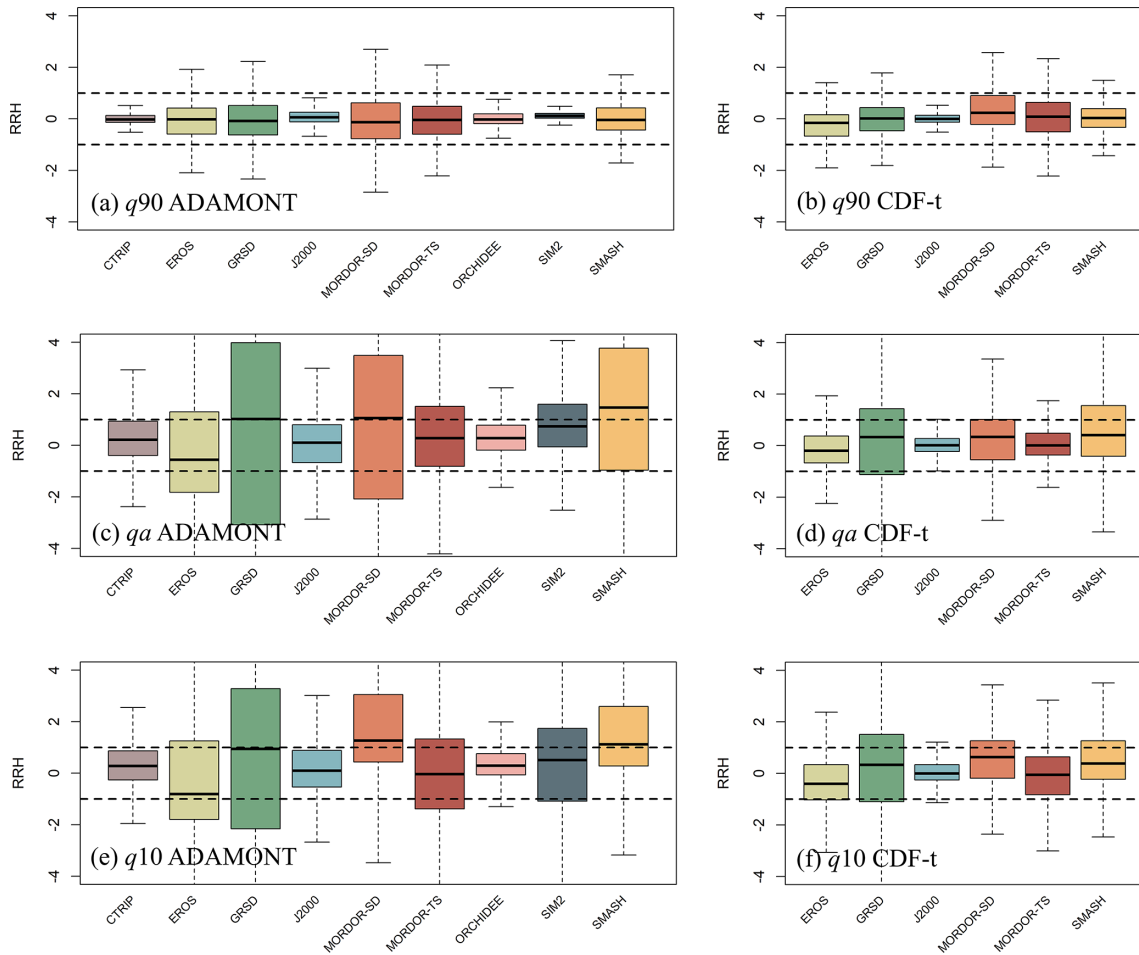 4
2
0
-2
-4
RRH
(a) q90 ADAMONT
CTRIP
EROS
GRSD
J2000
MORDOR-SD
MORDOR-TS
ORCHIDEE
SIM2
SMASH
4
2
0
-2
-4
RRH
(b) q90 CDF-t
EROS
GRSD
J2000
MORDOR-SD
MORDOR-TS
SMASH
4
2
0
-2
-4
RRH
(c) qa ADAMONT
CTRIP
EROS
GRSD
J2000
MORDOR-SD
MORDOR-TS
ORCHIDEE
SIM2
SMASH
4
2
0
-2
-4
RRH
(d) qa CDF-t
EROS
GRSD
J2000
MORDOR-SD
MORDOR-TS
SMASH
4
2
0
-2
-4
RRH
(e) q10 ADAMONT
CTRIP
EROS
GRSD
J2000
MORDOR-SD
MORDOR-TS
ORCHIDEE
SIM2
SMASH
4
2
0
-2
-4
RRH
(f) q10 CDF-t
EROS
GRSD
J2000
MORDOR-SD
MORDOR-TS
SMASH